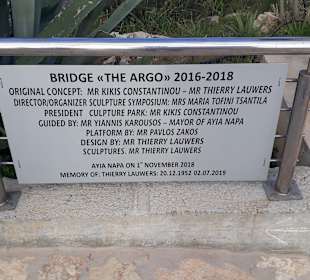 BRIDGE «THE ARGO» 2016-2018
ORIGINAL CONCEPT: MR KIKIS CONSTANTINOU – MR THIERRY LAUWERS
DIRECTOR/ORGANIZER SCULPTURE SYMPOSIUM: MRS MARIA TOFINI TSANTILA
PRESIDENT CULPTURE PARK: MR KIKIS CONSTANTINOU
GUIDED BY: MR YIANNIS KAROUSOS – MAYOR OF AYIA NAPA
PLATFORM BY: MR PAVLOS ZAKOS
DESIGN BY: MR THIERRY LAUWERS
SCULPTURES. MR THIERRY LAUWERS
AYIA NAPA ON 1ˢᵗ NOVEMBER 2018
MEMORY OF: THIERRY LAUWERS: 20.12.1952 02.07.2019